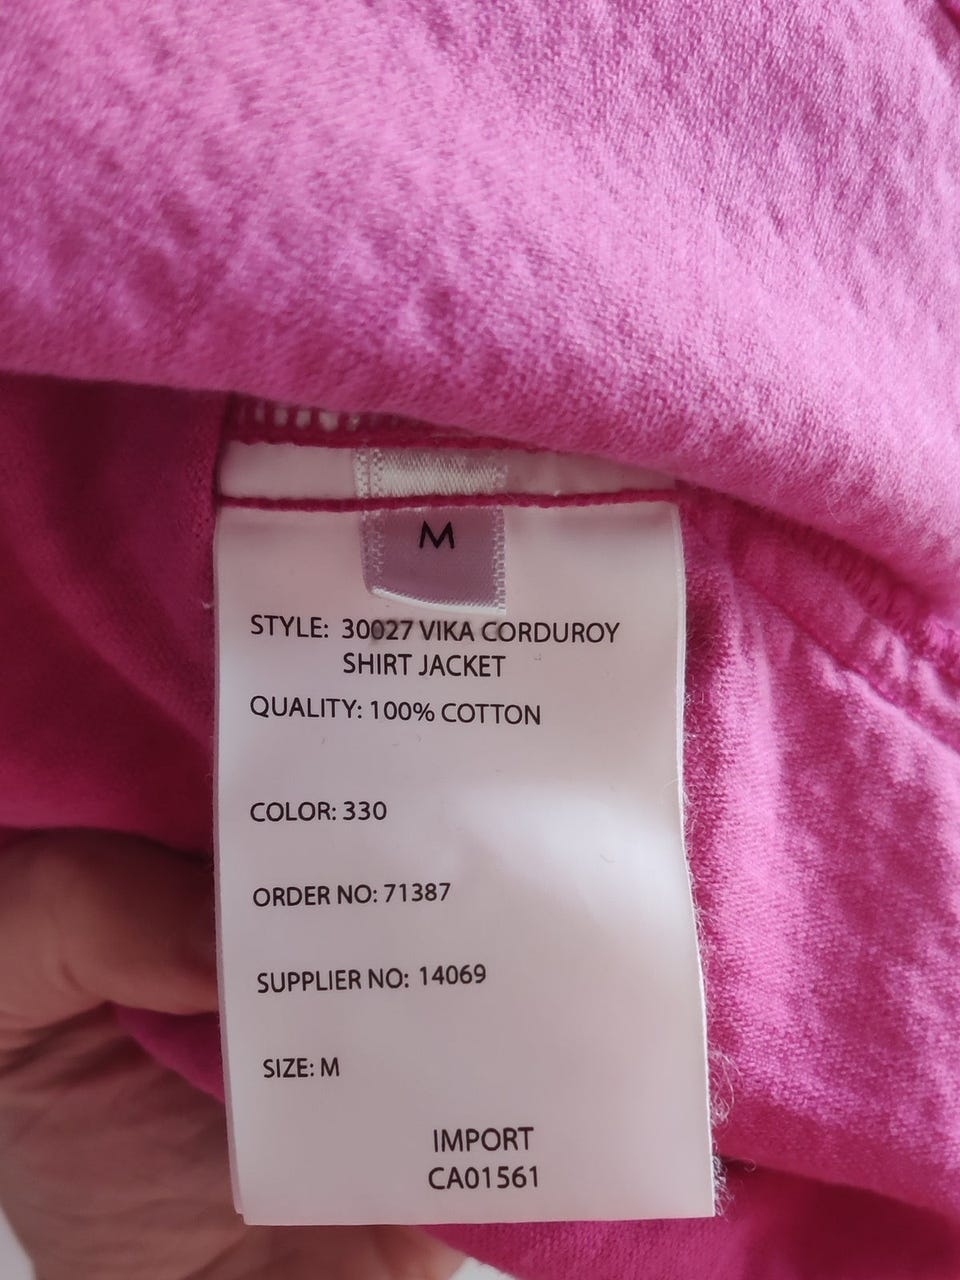 M
STYLE: 30027 VIKA CORDUROY
SHIRT JACKET
QUALITY: 100% COTTON
COLOR: 330
ORDER NO: 71387
SUPPLIER NO: 14069
SIZE: M
IMPORT
CA01561